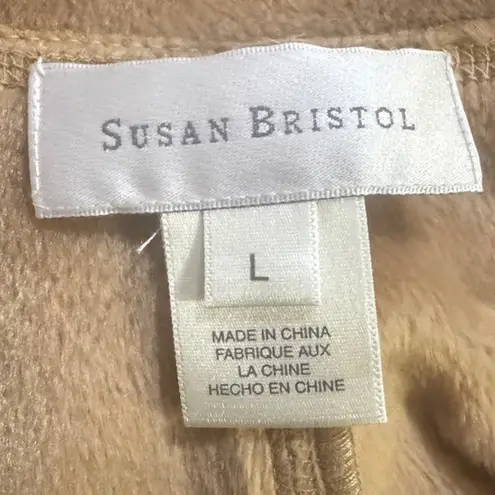 SUSAN BRISTOL
L
MADE IN CHINA
FABRIQUE AUX
LA CHINE
HECHO EN CHINE